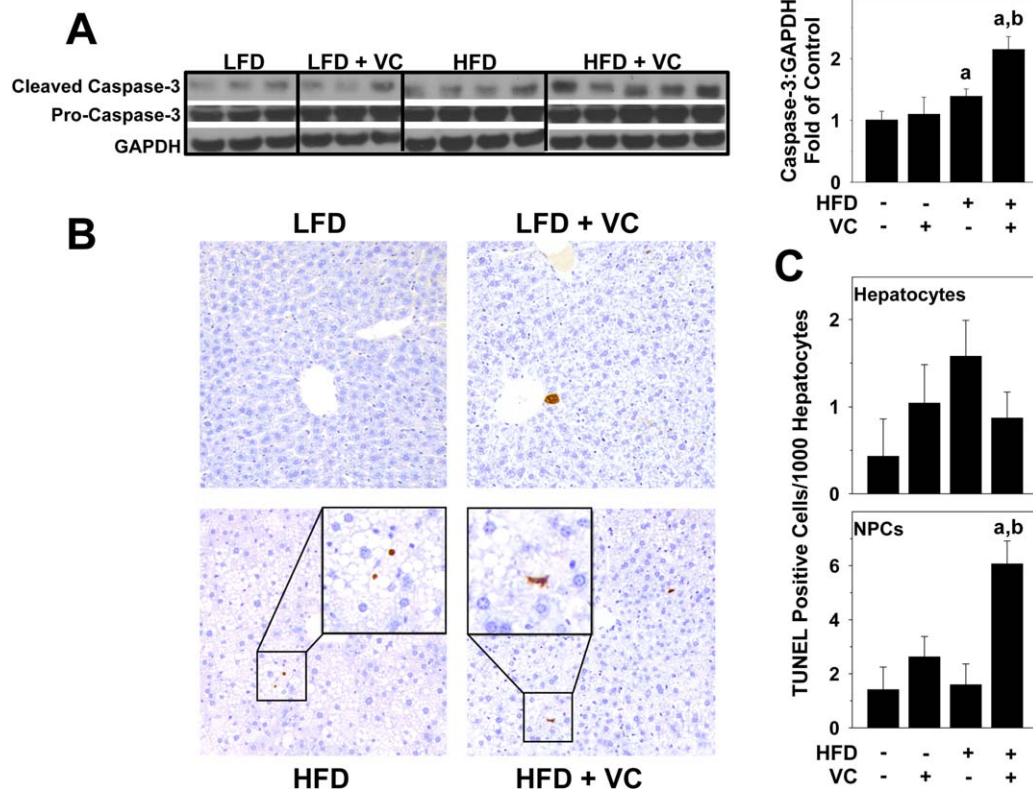 A
LFD LFD + VC HFD HFD + VC
Cleaved Caspase-3
Pro-Caspase-3
GAPDH
Caspase-3:GAPDH
Fold of Control
2
1
0
a
a,b
HFD - - + +
VC - + - +
B
LFD LFD + VC
HFD HFD + VC
C
TUNEL Positive Cells/1000 Hepatocytes
Hepatocytes
2
1
0
NPCs
a,b
6
4
2
0
HFD - - + +
VC - + - +